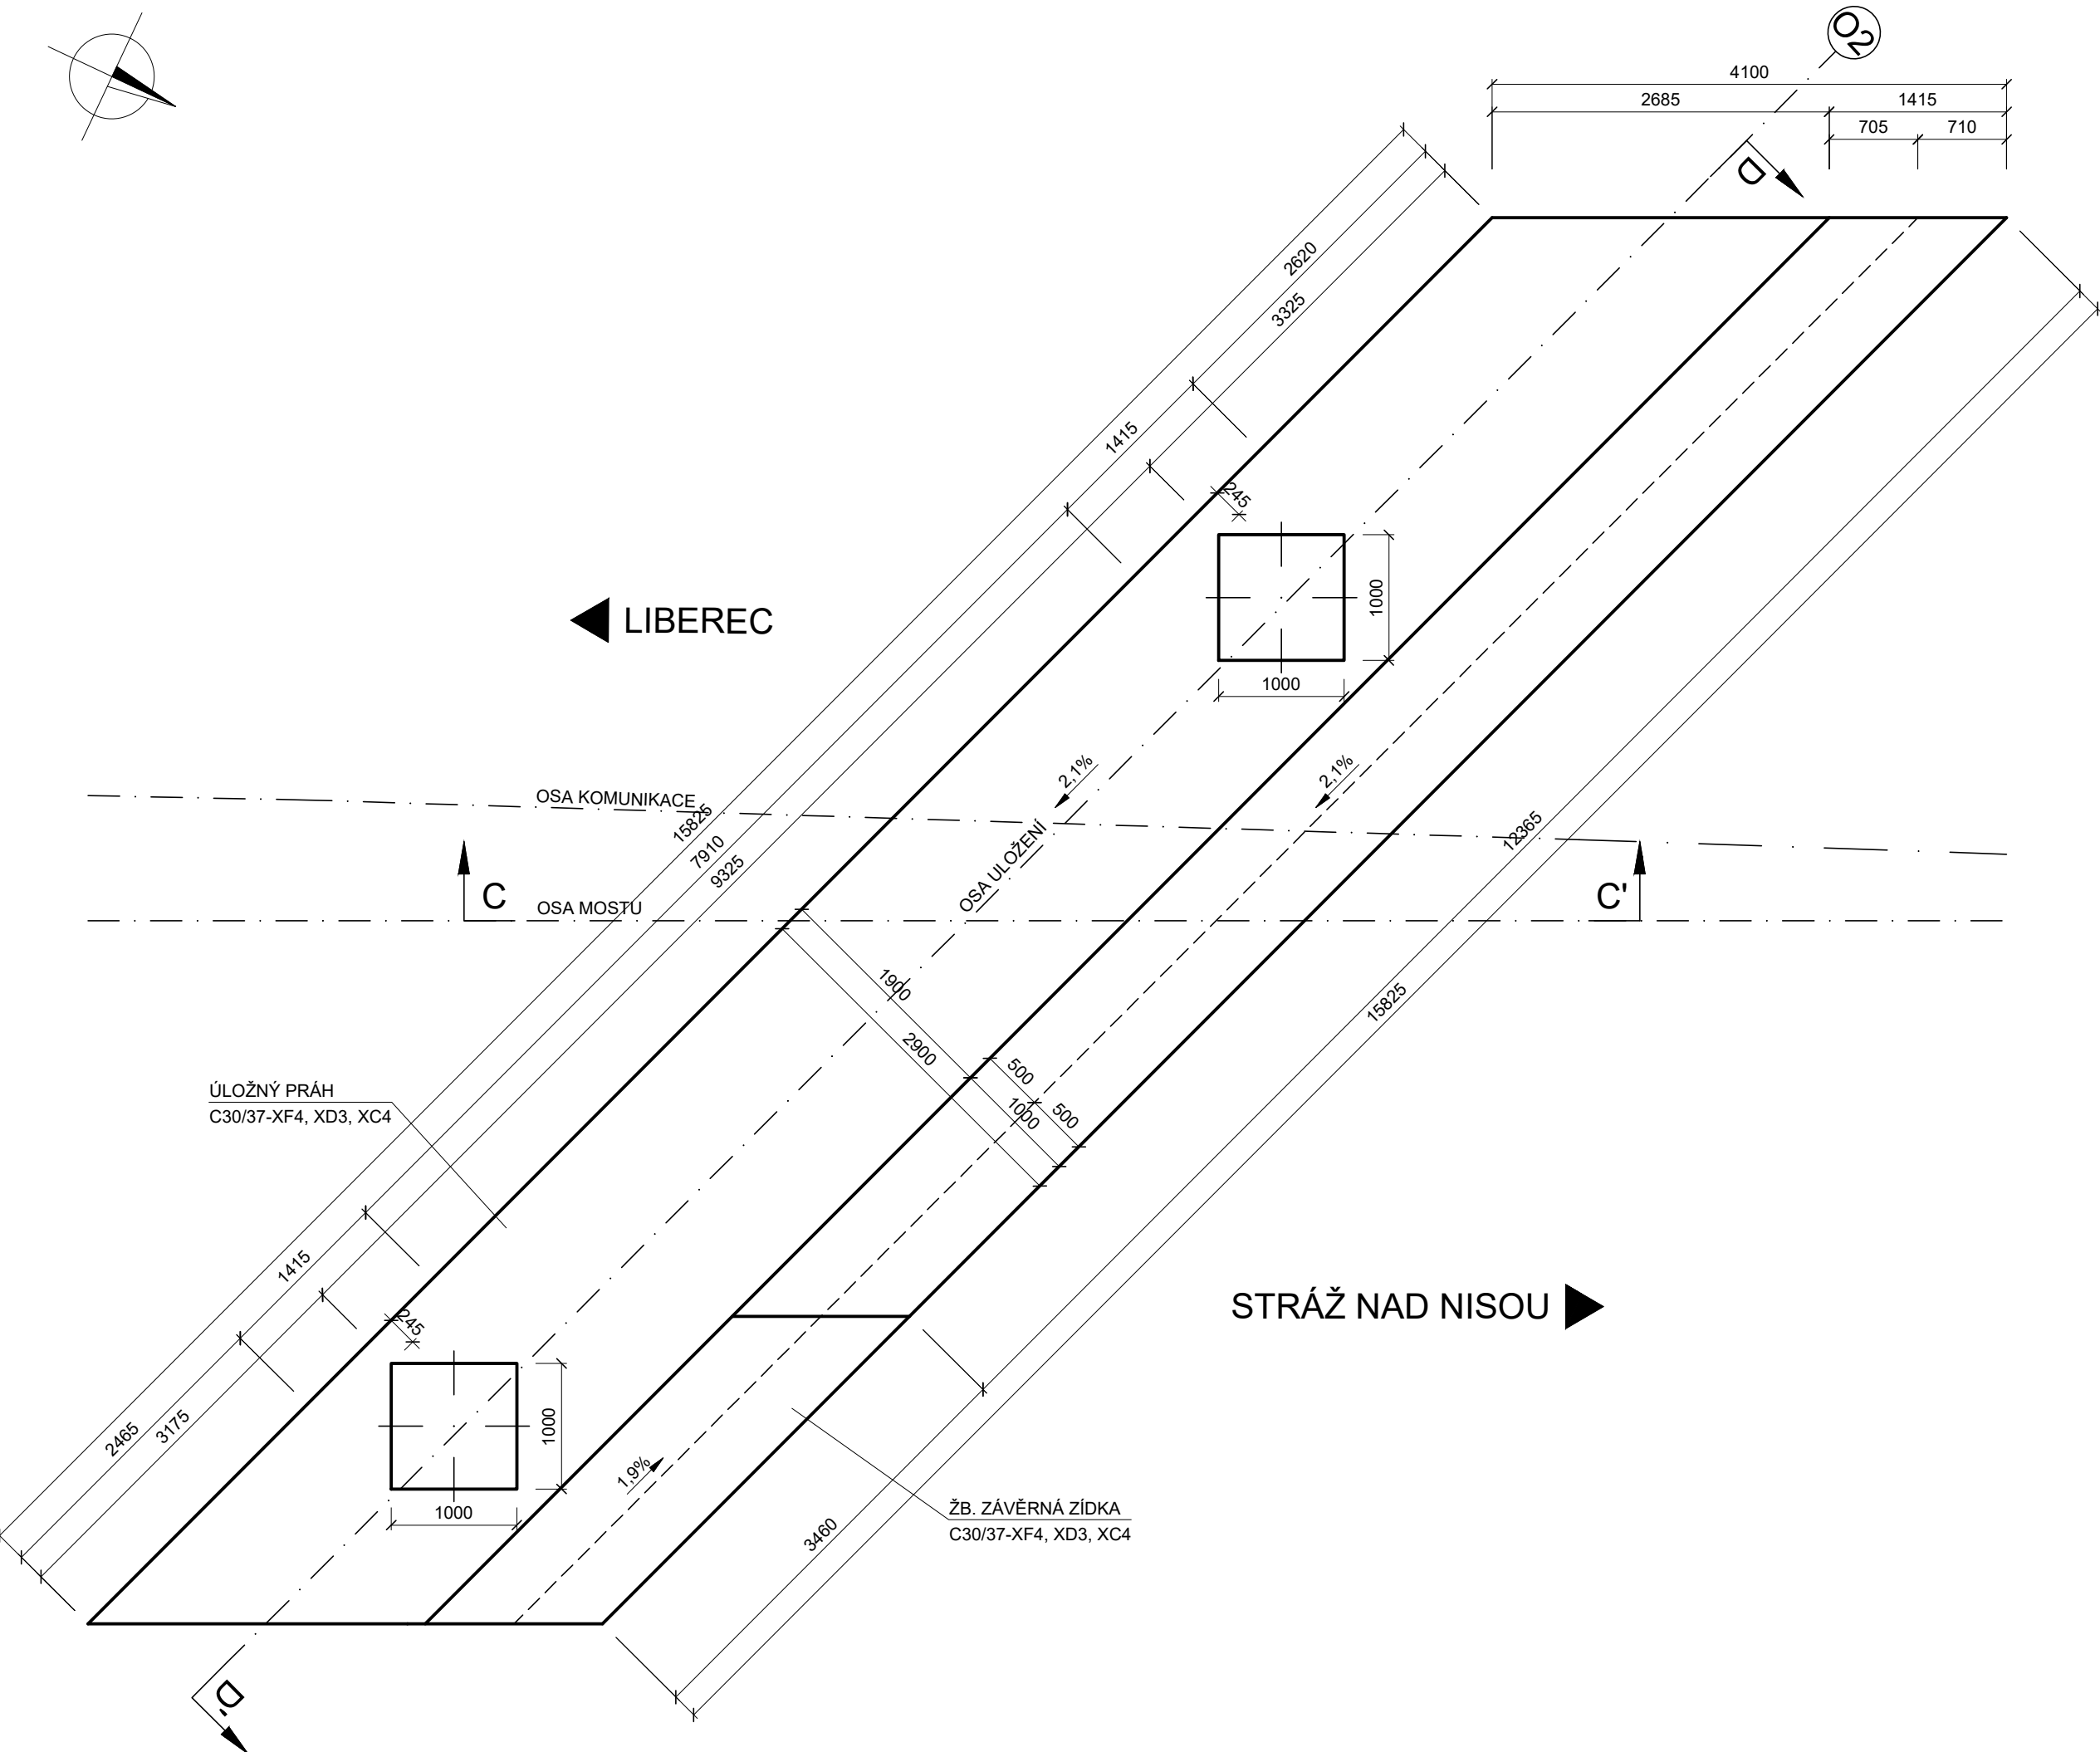 O2
4100
2685
1415
705
710
D
2620
3325
1415
245
1000
1000
LIBEREC
2,1%
2,1%
OSA KOMUNIKACE
15825
7910
9325
OSA ULOŽENÍ
12365
C
OSA MOSTU
C'
1900
2900
15825
500
1000
500
ÚLOŽNÝ PRÁH
C30/37-XF4, XD3, XC4
1415
245
STRÁŽ NAD NISOU
2465
3175
1000
1000
1,9%
3460
ŽB. ZÁVĚRNÁ ZÍDKA
C30/37-XF4, XD3, XC4
D'